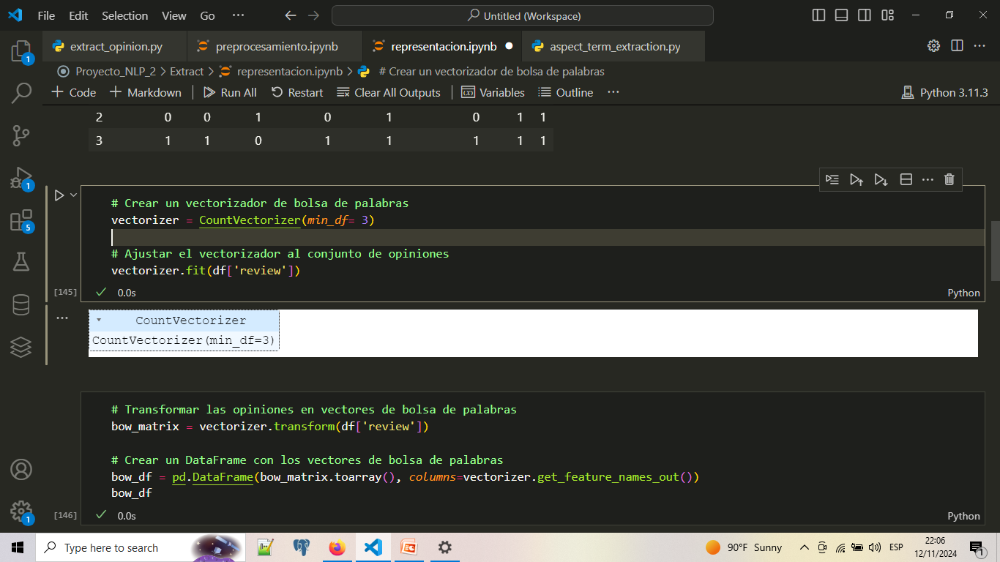 File Edit Selection View Go ··· Untitled (Workspace)
extract_opinion.py preprocesamiento.ipynb representacion.ipynb aspect_term_extraction.py
Proyecto_NLP_2 > Extract > representacion.ipynb > # Crear un vectorizador de bolsa de palabras
+ Code + Markdown Run All Restart Clear All Outputs Variables Outline ··· Python 3.11.3
2 0 0 1 0 1 0 1 1
3 1 1 0 1 1 1 1 1
# Crear un vectorizador de bolsa de palabras
vectorizer = CountVectorizer(min_df= 3)
# Ajustar el vectorizador al conjunto de opiniones
vectorizer.fit(df['review'])
[145] 0.0s Python
CountVectorizer
CountVectorizer(min_df=3)
# Transformar las opiniones en vectores de bolsa de palabras
bow_matrix = vectorizer.transform(df['review'])
# Crear un DataFrame con los vectores de bolsa de palabras
bow_df = pd.DataFrame(bow_matrix.toarray(), columns=vectorizer.get_feature_names_out())
bow_df
[146] 0.0s Python
1
1
5
1
Type here to search 90°F Sunny ESP 22:06
12/11/2024 1